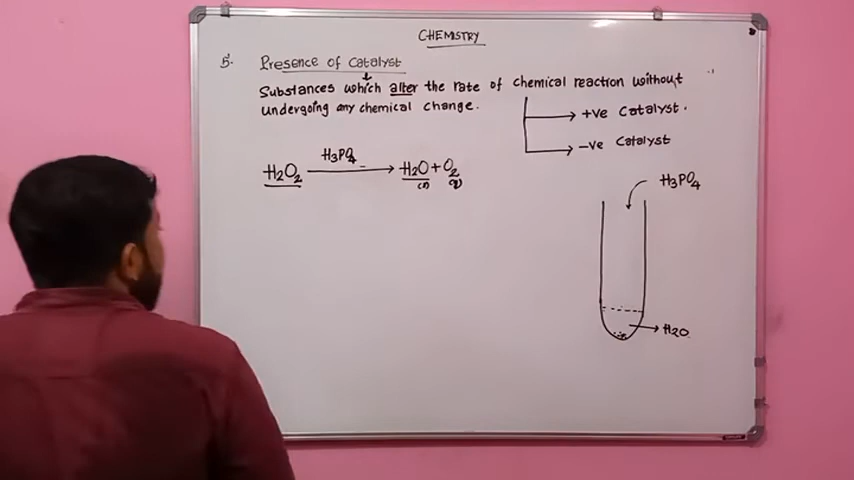 CHEMISTRY
5. Presence of Catalyst
Substances which alter the rate of chemical reaction without
undergoing any chemical change.
+ve Catalyst.
-ve Catalyst
H₂O₂ H₃PO₄ → H₂O + O₂
(g)
H₃PO₄
H₂O